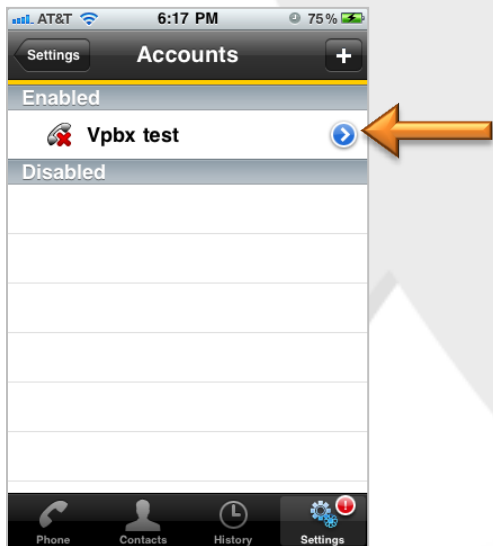 AT&T 6:17 PM 75%
Settings Accounts +
Enabled
Vpbx test
Disabled
Phone Contacts History Settings